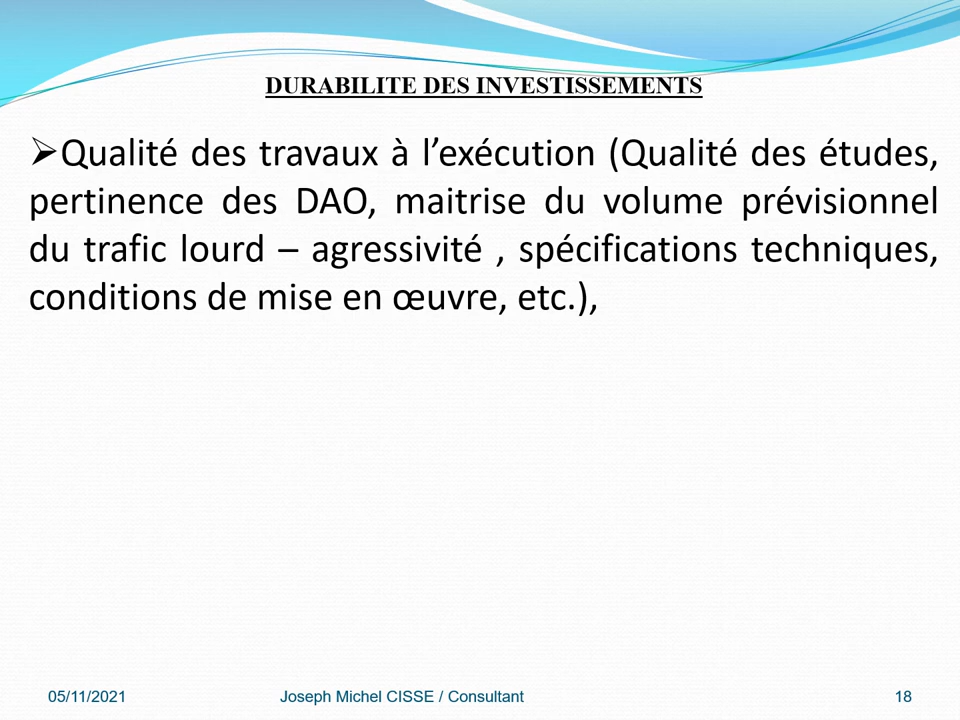 DURABILITE DES INVESTISSEMENTS
➢Qualité des travaux à l’exécution (Qualité des études,
pertinence des DAO, maitrise du volume prévisionnel
du trafic lourd – agressivité , spécifications techniques,
conditions de mise en œuvre, etc.),
05/11/2021 Joseph Michel CISSE / Consultant 18